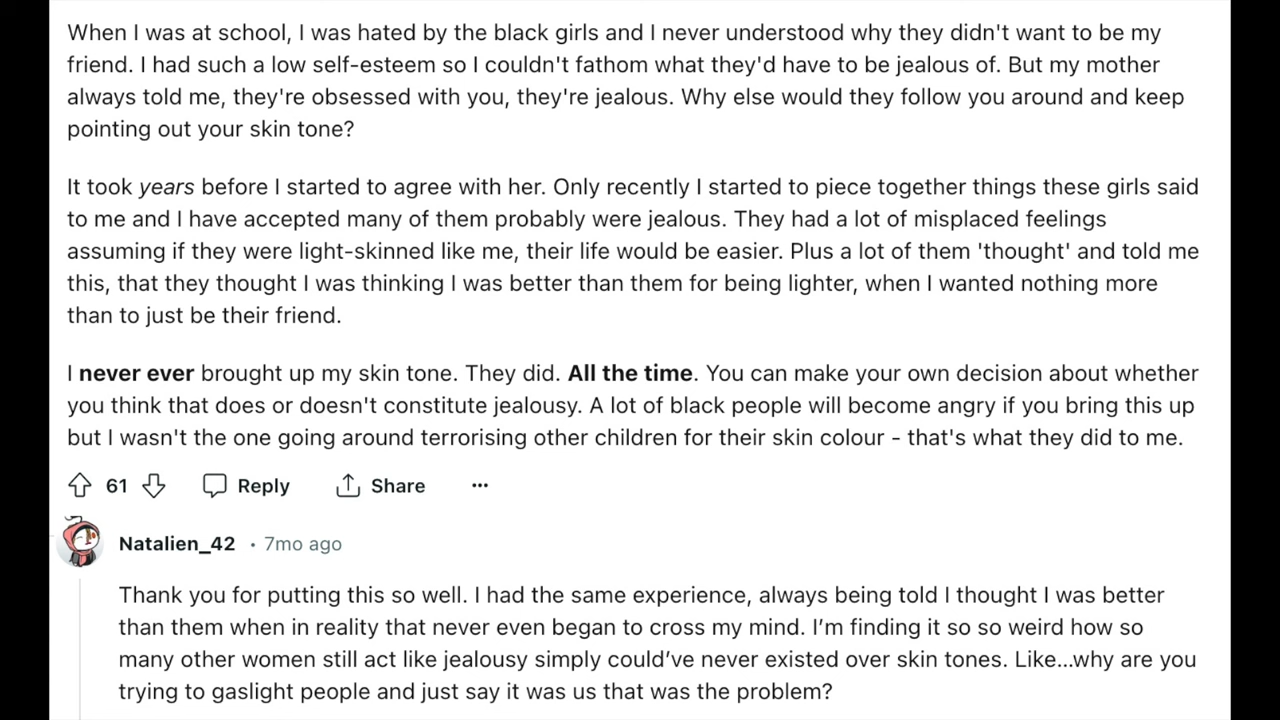 When I was at school, I was hated by the black girls and I never understood why they didn't want to be my
friend. I had such a low self-esteem so I couldn't fathom what they'd have to be jealous of. But my mother
always told me, they're obsessed with you, they're jealous. Why else would they follow you around and keep
pointing out your skin tone?
It took years before I started to agree with her. Only recently I started to piece together things these girls said
to me and I have accepted many of them probably were jealous. They had a lot of misplaced feelings
assuming if they were light-skinned like me, their life would be easier. Plus a lot of them 'thought' and told me
this, that they thought I was thinking I was better than them for being lighter, when I wanted nothing more
than to just be their friend.
I never ever brought up my skin tone. They did. All the time. You can make your own decision about whether
you think that does or doesn't constitute jealousy. A lot of black people will become angry if you bring this up
but I wasn't the one going around terrorising other children for their skin colour - that's what they did to me.
61 Reply Share ···
Natalien_42 · 7mo ago
Thank you for putting this so well. I had the same experience, always being told I thought I was better
than them when in reality that never even began to cross my mind. I’m finding it so so weird how so
many other women still act like jealousy simply could’ve never existed over skin tones. Like...why are you
trying to gaslight people and just say it was us that was the problem?